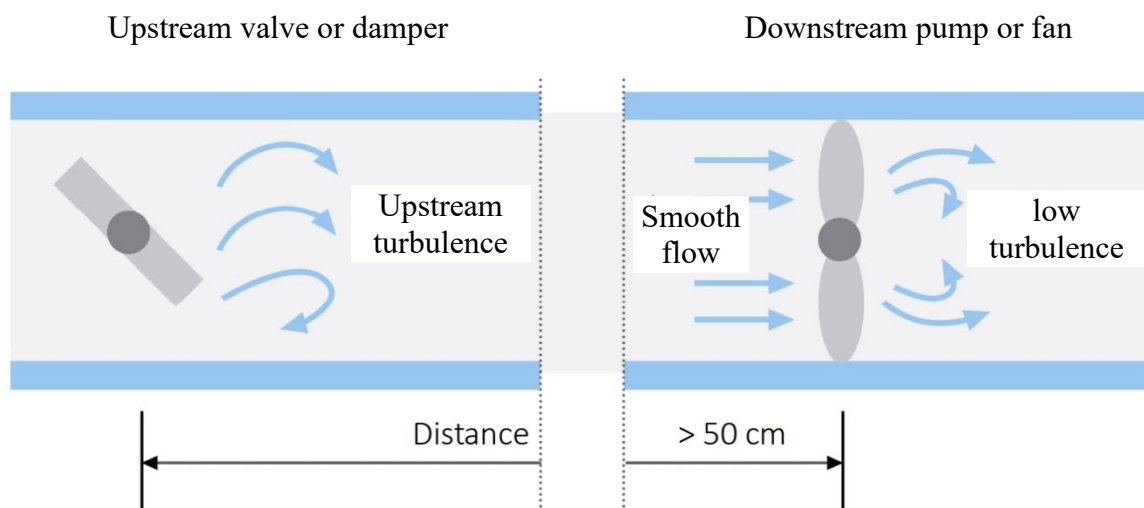 Upstream valve or damper
Downstream pump or fan
Upstream
turbulence
Smooth
flow
low
turbulence
Distance
> 50 cm